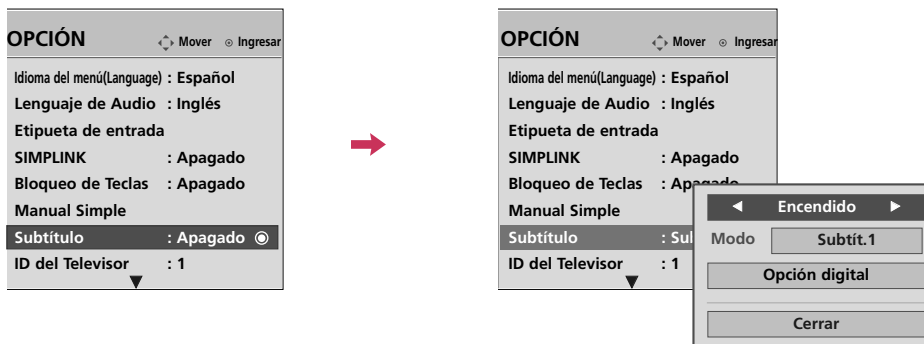 OPCIÓN Mover Ingresar
Idioma del menú(Language) : Español
Lenguaje de Audio : Inglés
Etipueta de entrada
SIMPLINK : Apagado
Bloqueo de Teclas : Apagado
Manual Simple
Subtítulo : Apagado
ID del Televisor : 1
OPCIÓN Mover Ingresar
Idioma del menú(Language) : Español
Lenguaje de Audio : Inglés
Etipueta de entrada
SIMPLINK : Apagado
Bloqueo de Teclas : Apagado
Manual Simple
Subtítulo : Sul
ID del Televisor : 1
Encendido
Modo Subtít.1
Opción digital
Cerrar